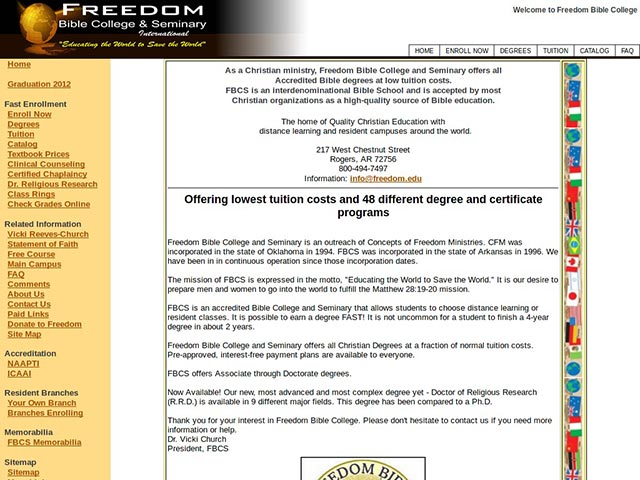 FREEDOM
Bible College & Seminary
International
"Educating the World to Save the World"
Welcome to Freedom Bible College
HOME ENROLL NOW DEGREES TUITION CATALOG FAQ
Home
Graduation 2012
Fast Enrollment
Enroll Now
Degrees
Tuition
Catalog
Textbook Prices
Clinical Counseling
Certified Chaplaincy
Dr. Religious Research
Class Rings
Check Grades Online
Related Information
Vicki Reeves-Church
Statement of Faith
Free Course
Main Campus
FAQ
Comments
About Us
Contact Us
Paid Links
Donate to Freedom
Site Map
Accreditation
NAAPTI
ICAAI
Resident Branches
Your Own Branch
Branches Enrolling
Memorabilia
FBCS Memorabilia
Sitemap
Sitemap
As a Christian ministry, Freedom Bible College and Seminary offers all
Accredited Bible degrees at low tuition costs.
FBCS is an interdenominational Bible School and is accepted by most
Christian organizations as a high-quality source of Bible education.
The home of Quality Christian Education with
distance learning and resident campuses around the world.
217 West Chestnut Street
Rogers, AR 72756
800-494-7497
Information: info@freedom.edu
Offering lowest tuition costs and 48 different degree and certificate
programs
Freedom Bible College and Seminary is an outreach of Concepts of Freedom Ministries. CFM was
incorporated in the state of Oklahoma in 1994. FBCS was incorporated in the state of Arkansas in 1996. We
have been in continuous operation since those incorporation dates.
The mission of FBCS is expressed in the motto, "Educating the World to Save the World." It is our desire to
prepare men and women to go into the world to fulfill the Matthew 28:19-20 mission.
FBCS is an accredited Bible College and Seminary that allows students to choose distance learning or
resident classes. It is possible to earn a degree FAST! It is not uncommon for a student to finish a 4-year
degree in about 2 years.
Freedom Bible College and Seminary offers all Christian Degrees at a fraction of normal tuition costs.
Pre-approved, interest-free payment plans are available to everyone.
FBCS offers Associate through Doctorate degrees.
Now Available! Our new, most advanced and most complex degree yet - Doctor of Religious Research
(R.R.D.) is available in 9 different major fields. This degree has been compared to a Ph.D.
Thank you for your interest in Freedom Bible College. Please don't hesitate to contact us if you need more
information or help.
Dr. Vicki Church
President, FBCS
FREEDOM BIBLE